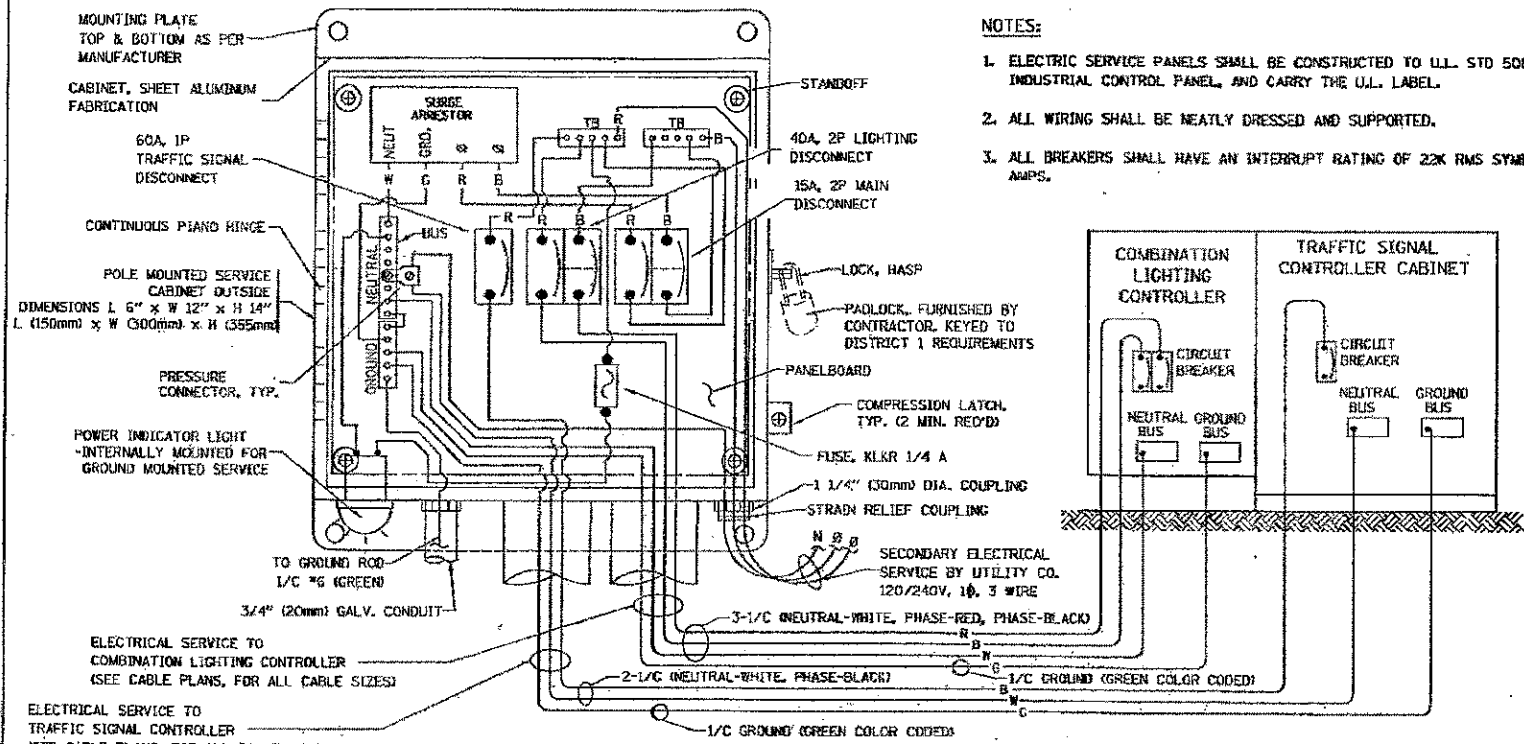 MOUNTING PLATE
TOP & BOTTOM AS PER
MANUFACTURER
CABINET, SHEET ALUMINUM
FABRICATION
60A, 1P
TRAFFIC SIGNAL
DISCONNECT
CONTINUOUS PIANO HINGE
POLE MOUNTED SERVICE
CABINET OUTSIDE
DIMENSIONS L 6" x W 12" x H 14"
L (150mm) x W (300mm) x H (355mm)
PRESSURE
CONNECTOR, TYP.
POWER INDICATOR LIGHT
-INTERNALLY MOUNTED FOR
GROUND MOUNTED SERVICE
TO GROUND ROD
1/C #6 (GREEN)
3/4" (20mm) GALV. CONDUIT
ELECTRICAL SERVICE TO
COMBINATION LIGHTING CONTROLLER
(SEE CABLE PLANS, FOR ALL CABLE SIZES)
ELECTRICAL SERVICE TO
TRAFFIC SIGNAL CONTROLLER
SURGE
ARRESTOR
NEUT
GRD.
Ø
Ø
W
G
R
B
TB
R
TB
B
R
R
B
R
B
BUS
NEUTRAL
GROUND
STANDOFF
40A, 2P LIGHTING
DISCONNECT
15A, 2P MAIN
DISCONNECT
LOCK, HASP
PADLOCK, FURNISHED BY
CONTRACTOR, KEYED TO
DISTRICT 1 REQUIREMENTS
PANELBOARD
COMPRESSION LATCH,
TYP. (2 MIN. REQ'D)
FUSE, KLKR 1/4 A
1 1/4" (30mm) DIA. COUPLING
STRAIN RELIEF COUPLING
N Ø Ø
SECONDARY ELECTRICAL
SERVICE BY UTILITY CO.
120/240V, 1Φ, 3 WIRE
3-1/C (NEUTRAL-WHITE, PHASE-RED, PHASE-BLACK)
R
B
W
G
1/C GROUND (GREEN COLOR CODED)
2-1/C (NEUTRAL-WHITE, PHASE-BLACK)
B
W
G
1/C GROUND (GREEN COLOR CODED)
NOTES:
1. ELECTRIC SERVICE PANELS SHALL BE CONSTRUCTED TO U.L. STD
INDUSTRIAL CONTROL PANEL, AND CARRY THE U.L. LABEL.
2. ALL WIRING SHALL BE NEATLY DRESSED AND SUPPORTED.
3. ALL BREAKERS SHALL HAVE AN INTERRUPT RATING OF 22K RMS
AMPS.
COMBINATION
LIGHTING
CONTROLLER
CIRCUIT
BREAKER
NEUTRAL
BUS
GROUND
BUS
TRAFFIC SIGNAL
CONTROLLER CABINET
CIRCUIT
BREAKER
NEUTRAL
BUS
GROUND
BUS